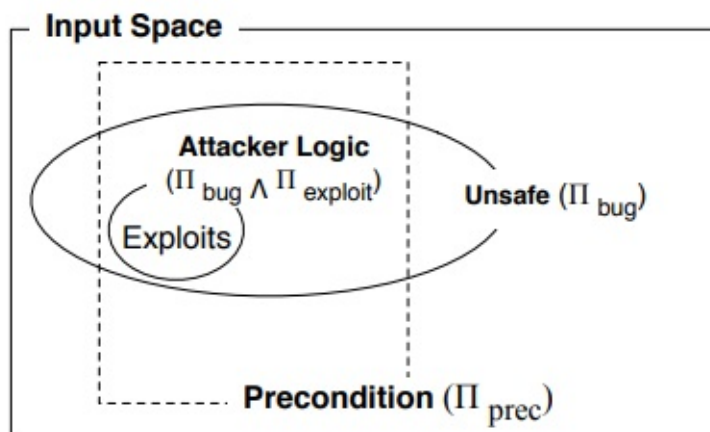 Input Space
Attacker Logic
(Π bug Λ Π exploit)
Unsafe (Π bug)
Exploits
Precondition (Π prec)